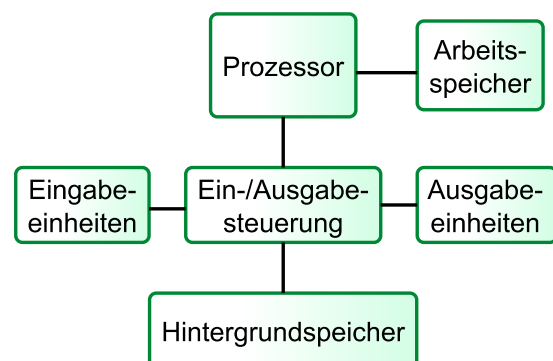 Prozessor
Arbeits-
speicher
Eingabe-
einheiten
Ein-/Ausgabe-
steuerung
Ausgabe-
einheiten
Hintergrundspeicher